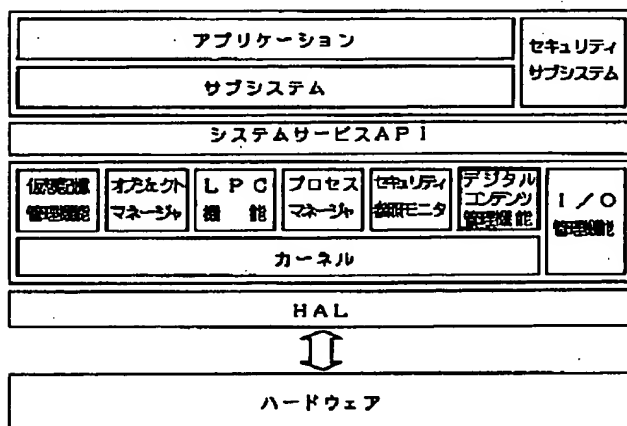 アプリケーション
セキュリティ
サブシステム
サブシステム
システムサービスAPI
仮想記憶
管理機能
オブジェクト
マネージャ
LPC
機能
プロセス
マネージャ
セキュリティ
参照モニタ
デジタル
コンテンツ
管理機能
I/O
管理機能
カーネル
HAL
ハードウェア